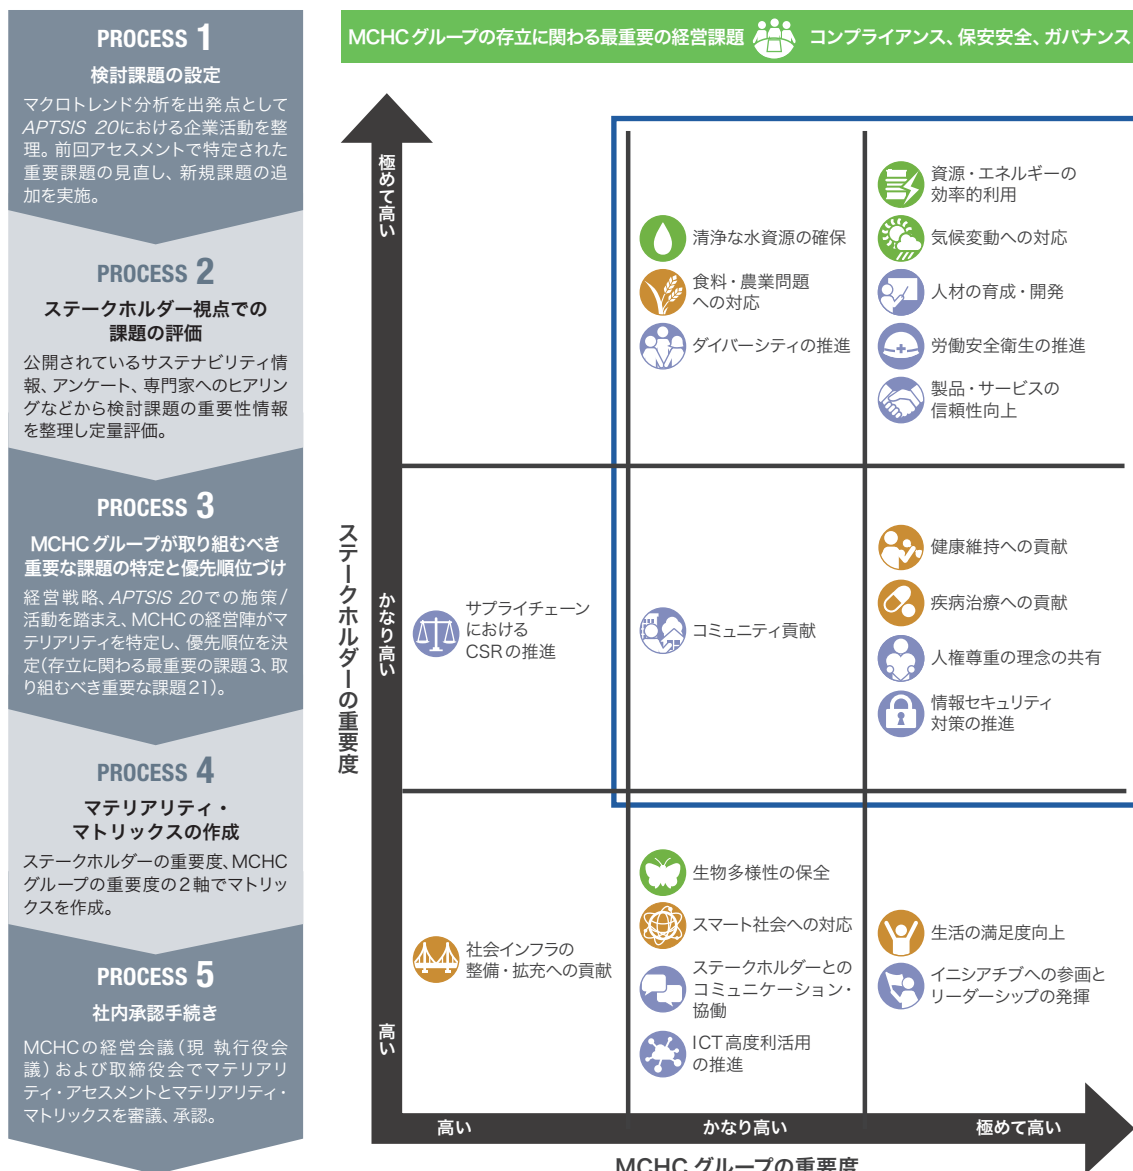 PROCESS 1
検討課題の設定
マクロトレンド分析を出発点として
APTSIS 20における企業活動を整
理。前回アセスメントで特定された
重要課題の見直し、新規課題の追
加を実施。
PROCESS 2
ステークホルダー視点での
課題の評価
公開されているサステナビリティ情
報、アンケート、専門家へのヒアリン
グなどから検討課題の重要性情報
を整理し定量評価。
PROCESS 3
MCHCグループが取り組むべき
重要な課題の特定と優先順位づけ
経営戦略、APTSIS 20での施策/
活動を踏まえ、MCHCの経営陣がマ
テリアリティを特定し、優先順位を決
定(存立に関わる最重要の課題3、取
り組むべき重要な課題21)。
PROCESS 4
マテリアリティ・
マトリックスの作成
ステークホルダーの重要度、MCHC
グループの重要度の2軸でマトリッ
クスを作成。
PROCESS 5
社内承認手続き
MCHCの経営会議(現 執行役会
議)および取締役会でマテリアリ
ティ・アセスメントとマテリアリティ・
マトリックスを審議、承認。
MCHCグループの存立に関わる最重要の経営課題 コンプライアンス、保安安全、ガバナンス
ステークホルダーの重要度
極めて高い
清浄な水資源の確保
食料・農業問題
への対応
ダイバーシティの推進
資源・エネルギーの
効率的利用
気候変動への対応
人材の育成・開発
労働安全衛生の推進
製品・サービスの
信頼性向上
かなり高い
サプライチェーン
における
CSRの推進
コミュニティ貢献
健康維持への貢献
疾病治療への貢献
人権尊重の理念の共有
情報セキュリティ
対策の推進
高い
社会インフラの
整備・拡充への貢献
生物多様性の保全
スマート社会への対応
ステークホルダーとの
コミュニケーション・
協働
ICT高度利活用
の推進
生活の満足度向上
イニシアチブへの参画と
リーダーシップの発揮
高い かなり高い 極めて高い
MCHCグループの重要度